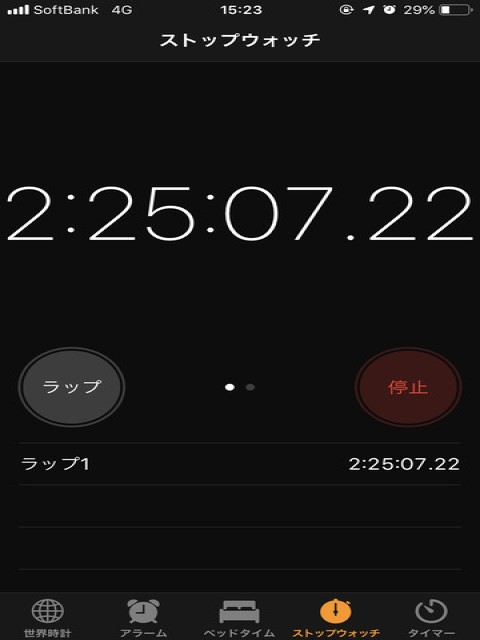 SoftBank 4G 15:23 29%
ストップウォッチ
2:25:07.22
ラップ 停止
ラップ1 2:25:07.22
世界時計 アラーム ベッドタイム ストップウォッチ タイマー